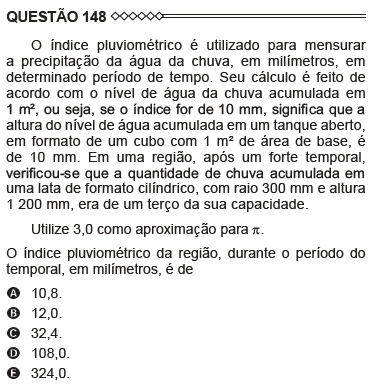 QUESTÃO 148
O índice pluviométrico é utilizado para mensurar
a precipitação da água da chuva, em milímetros, em
determinado período de tempo. Seu cálculo é feito de
acordo com o nível de água da chuva acumulada em
1 m², ou seja, se o índice for de 10 mm, significa que a
altura do nível de água acumulada em um tanque aberto,
em formato de um cubo com 1 m² de área de base, é
de 10 mm. Em uma região, após um forte temporal,
verificou-se que a quantidade de chuva acumulada em
uma lata de formato cilíndrico, com raio 300 mm e altura
1 200 mm, era de um terço da sua capacidade.
Utilize 3,0 como aproximação para π.
O índice pluviométrico da região, durante o período do
temporal, em milímetros, é de
A 10,8.
B 12,0.
C 32,4.
D 108,0.
E 324,0.